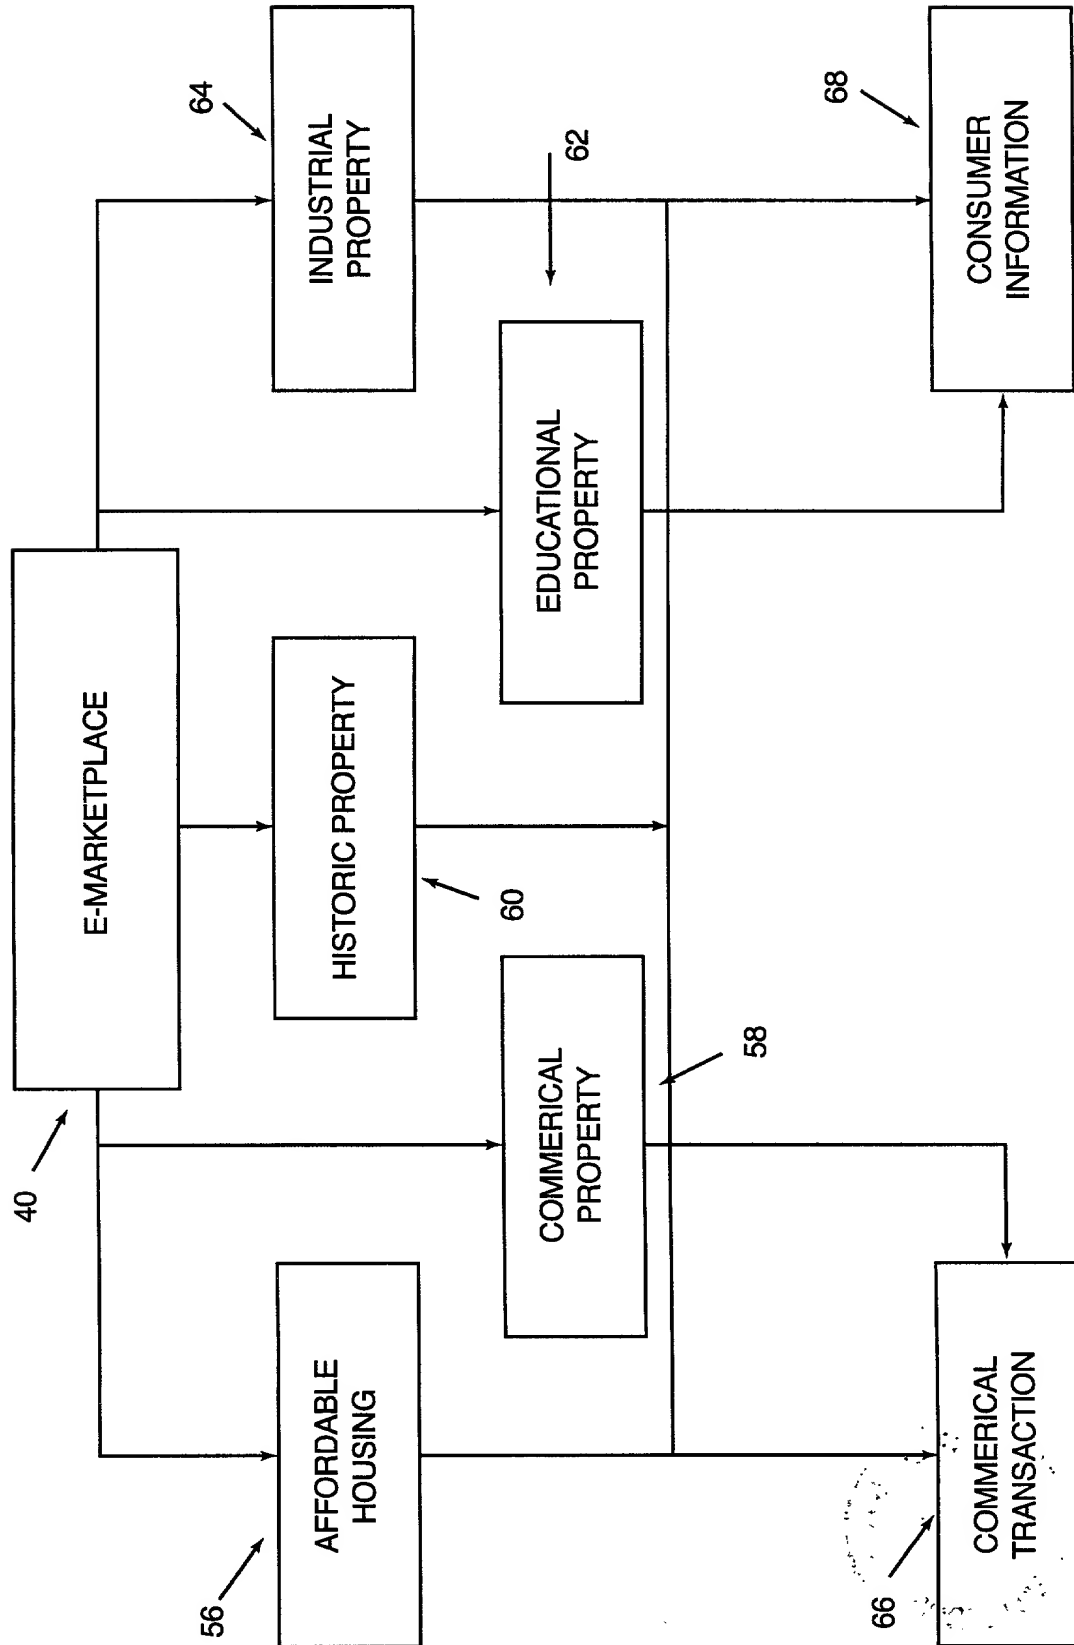 40
E-MARKETPLACE
56
AFFORDABLE
HOUSING
HISTORIC PROPERTY
60
64
INDUSTRIAL
PROPERTY
COMMERICAL
PROPERTY
58
EDUCATIONAL
PROPERTY
62
66
COMMERICAL
TRANSACTION
68
CONSUMER
INFORMATION